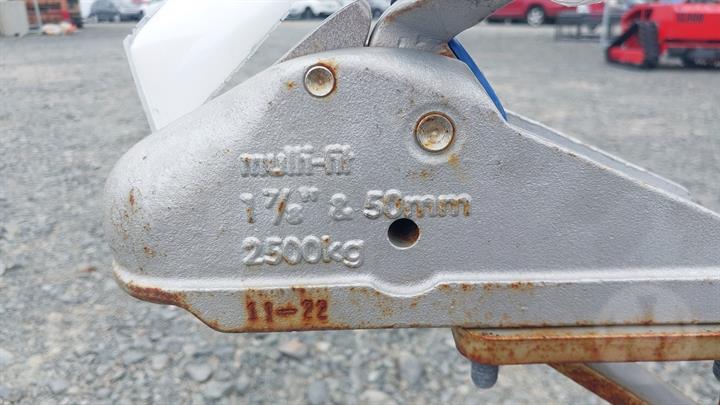 multi-fit
1 7/8" & 50mm
2500kg
11-22